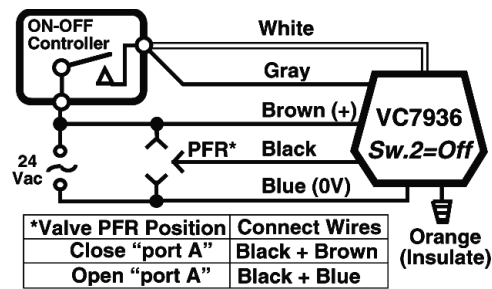 ON-OFF
Controller
White
Gray
Brown (+)
VC7936
Sw.2=Off
PFR*
Black
24
Vac
Blue (0V)
Orange
(Insulate)
*Valve PFR Position Connect Wires
Close “port A” Black + Brown
Open “port A” Black + Blue